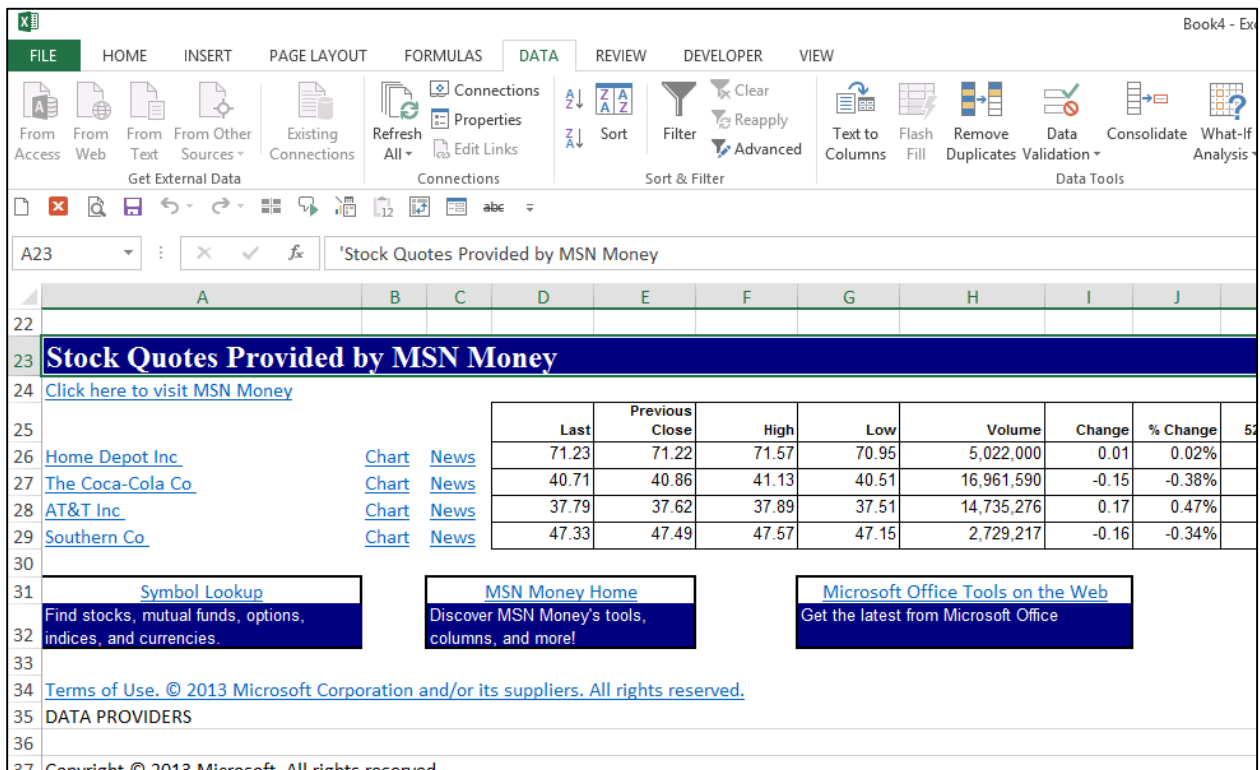 Book4 - Exc
FILE HOME INSERT PAGE LAYOUT FORMULAS DATA REVIEW DEVELOPER VIEW
From Access From Web From Text From Other Sources Existing Connections Refresh All Connections Properties Edit Links Sort Filter Clear Reapply Advanced Text to Columns Flash Fill Remove Duplicates Data Validation Consolidate What-If Analysis
Get External Data Connections Sort & Filter Data Tools
12 abc
A23 fx 'Stock Quotes Provided by MSN Money
A B C D E F G H I J
22
23 Stock Quotes Provided by MSN Money
24 Click here to visit MSN Money
25 Last Previous Close High Low Volume Change % Change 52
26 Home Depot Inc Chart News 71.23 71.22 71.57 70.95 5,022,000 0.01 0.02%
27 The Coca-Cola Co Chart News 40.71 40.86 41.13 40.51 16,961,590 -0.15 -0.38%
28 AT&T Inc Chart News 37.79 37.62 37.89 37.51 14,735,276 0.17 0.47%
29 Southern Co Chart News 47.33 47.49 47.57 47.15 2,729,217 -0.16 -0.34%
30
31 Symbol Lookup MSN Money Home Microsoft Office Tools on the Web
Find stocks, mutual funds, options, Discover MSN Money's tools, Get the latest from Microsoft Office
32 indices, and currencies. columns, and more!
33
34 Terms of Use. © 2013 Microsoft Corporation and/or its suppliers. All rights reserved.
35 DATA PROVIDERS
36
37 Copyright © 2013 Microsoft. All rights reserved